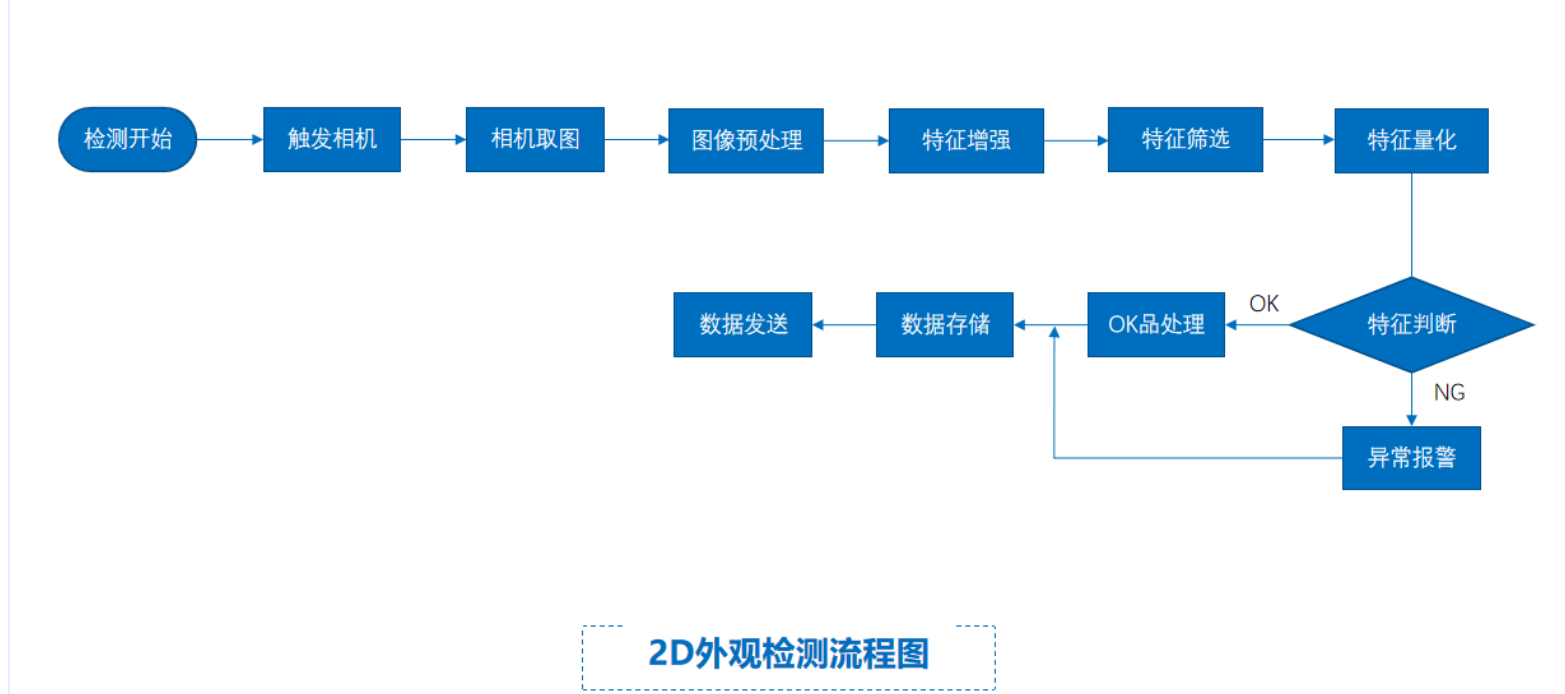 检测开始
触发相机
相机取图
图像预处理
特征增强
特征筛选
特征量化
特征判断
OK
OK品处理
数据存储
数据发送
NG
异常报警
2D外观检测流程图